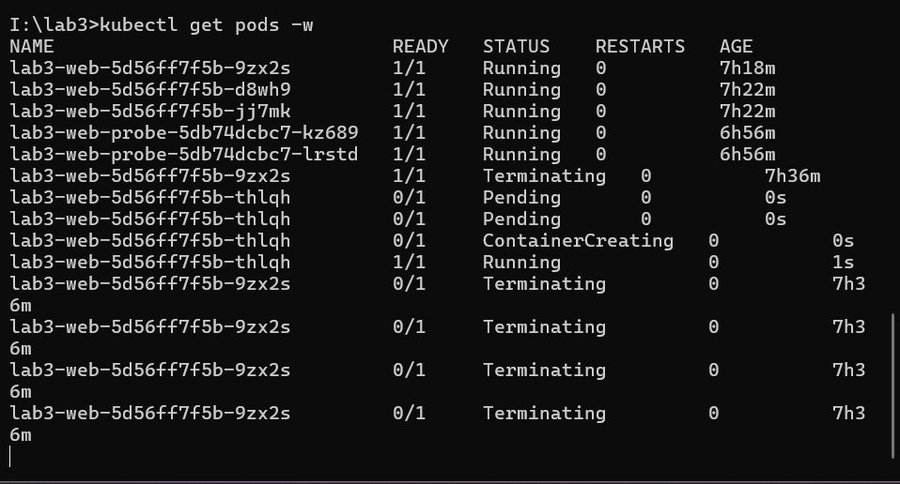 I:\lab3>kubectl get pods -w
NAME READY STATUS RESTARTS AGE
lab3-web-5d56ff7f5b-9zx2s 1/1 Running 0 7h18m
lab3-web-5d56ff7f5b-d8wh9 1/1 Running 0 7h22m
lab3-web-5d56ff7f5b-jj7mk 1/1 Running 0 7h22m
lab3-web-probe-5db74dcbc7-kz689 1/1 Running 0 6h56m
lab3-web-probe-5db74dcbc7-lrstd 1/1 Running 0 6h56m
lab3-web-5d56ff7f5b-9zx2s 1/1 Terminating 0 7h36m
lab3-web-5d56ff7f5b-thlqh 0/1 Pending 0 0s
lab3-web-5d56ff7f5b-thlqh 0/1 Pending 0 0s
lab3-web-5d56ff7f5b-thlqh 0/1 ContainerCreating 0 0s
lab3-web-5d56ff7f5b-thlqh 1/1 Running 0 1s
lab3-web-5d56ff7f5b-9zx2s 0/1 Terminating 0 7h3
6m
lab3-web-5d56ff7f5b-9zx2s 0/1 Terminating 0 7h3
6m
lab3-web-5d56ff7f5b-9zx2s 0/1 Terminating 0 7h3
6m
lab3-web-5d56ff7f5b-9zx2s 0/1 Terminating 0 7h3
6m